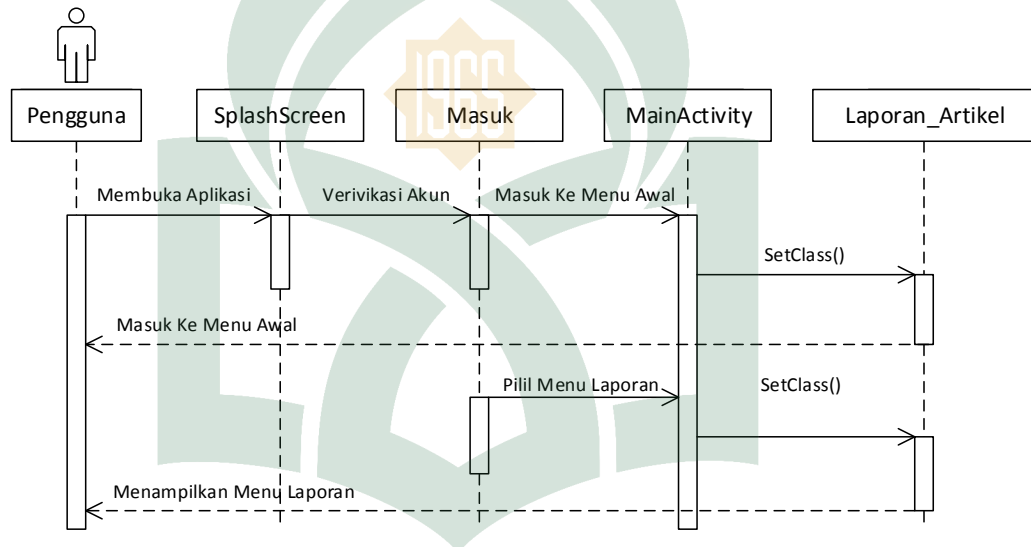 Pengguna
SplashScreen
Masuk
MainActivity
Laporan_Artikel
1965
Membuka Aplikasi
Verivikasi Akun
Masuk Ke Menu Awal
SetClass()
Masuk Ke Menu Awal
Pilil Menu Laporan
SetClass()
Menampilkan Menu Laporan